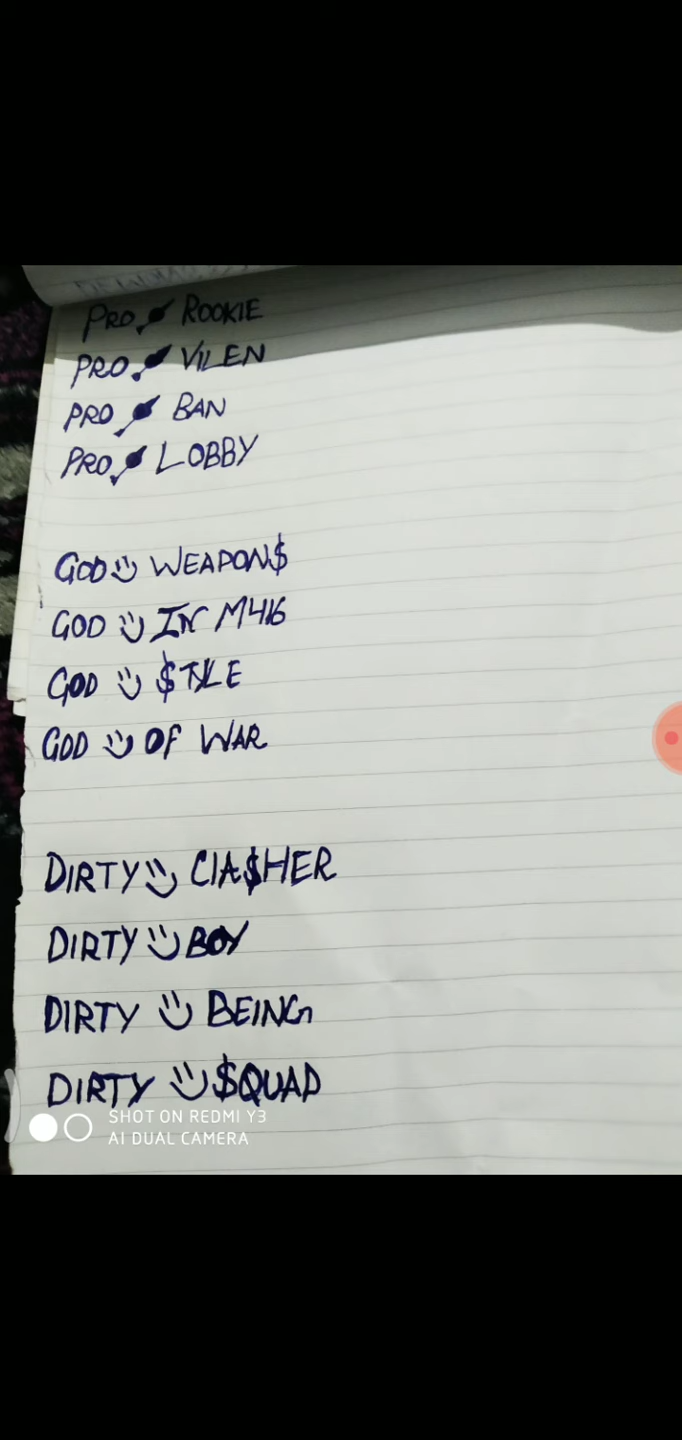 PRO ROOKIE
PRO VILEN
PRO BAN
PRO LOBBY
GOD WEAPON$
GOD IN M416
GOD $TYLE
GOD OF WAR
DIRTY CIA$HER
DIRTY BOY
DIRTY BEING
DIRTY $QUAD
SHOT ON REDMI Y3
AI DUAL CAMERA